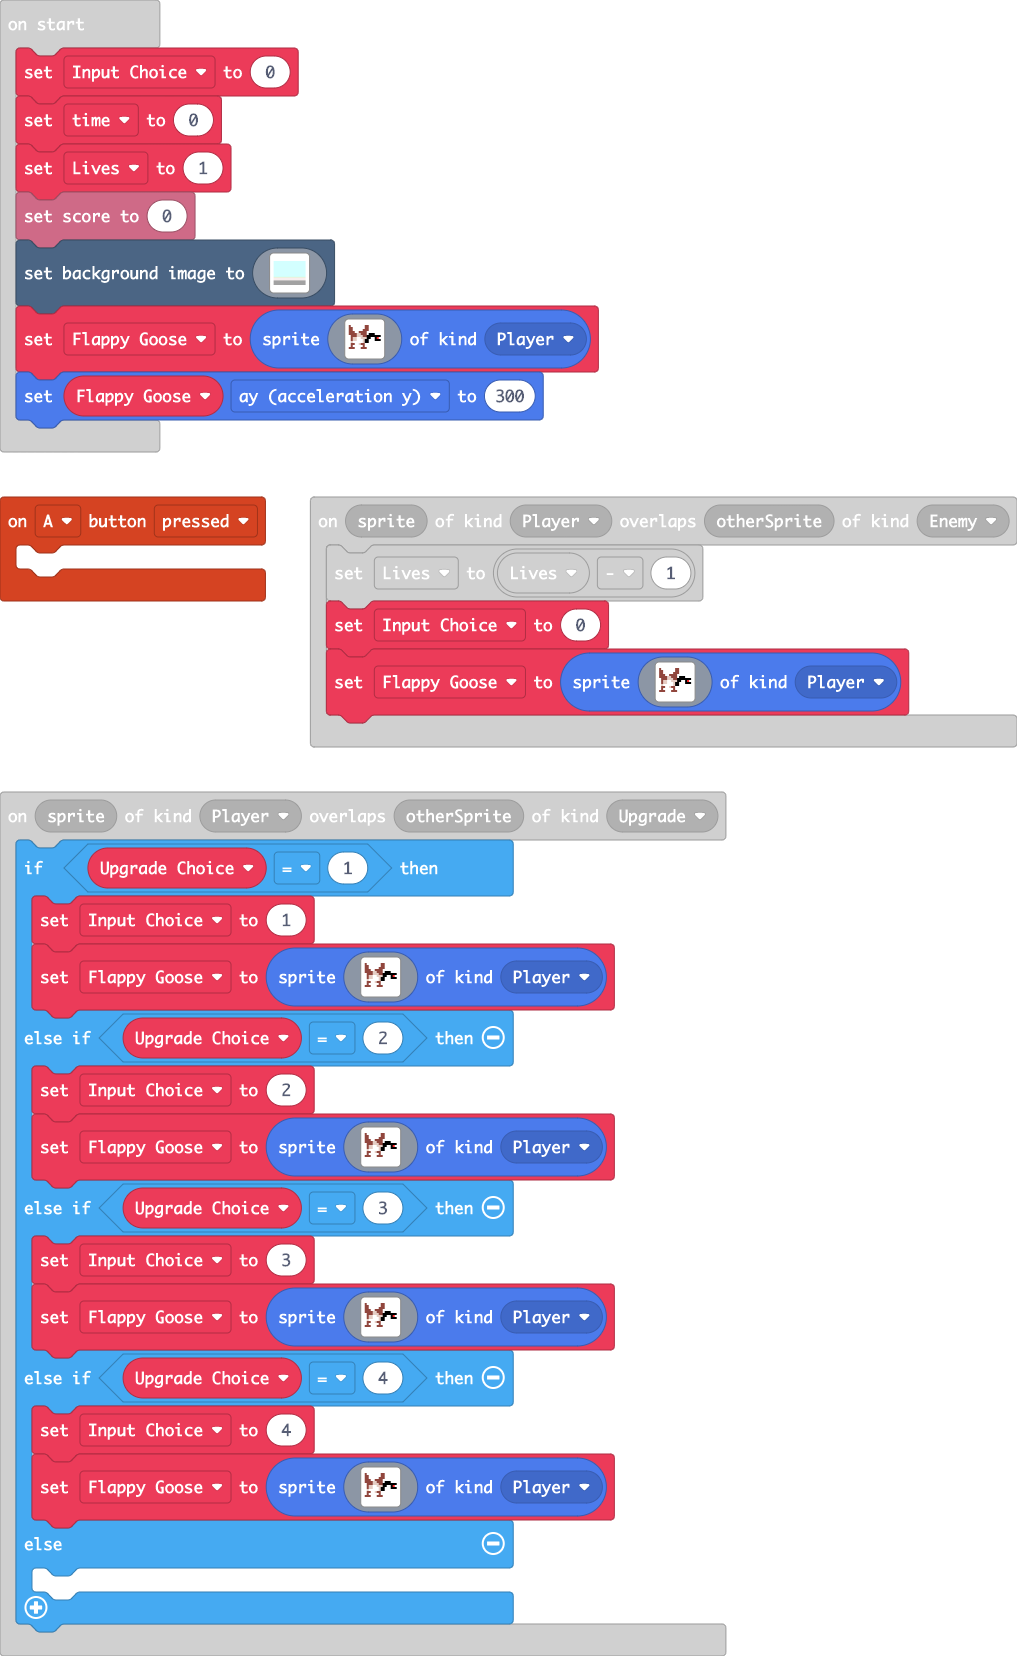 on start
set Input Choice to 0
set time to 0
set Lives to 1
set score to 0
set background image to
set Flappy Goose to sprite of kind Player
set Flappy Goose ay (acceleration y) to 300
on A button pressed
on sprite of kind Player overlaps otherSprite of kind Enemy
set Lives to Lives - 1
set Input Choice to 0
set Flappy Goose to sprite of kind Player
on sprite of kind Player overlaps otherSprite of kind Upgrade
if Upgrade Choice = 1 then
set Input Choice to 1
set Flappy Goose to sprite of kind Player
else if Upgrade Choice = 2 then
set Input Choice to 2
set Flappy Goose to sprite of kind Player
else if Upgrade Choice = 3 then
set Input Choice to 3
set Flappy Goose to sprite of kind Player
else if Upgrade Choice = 4 then
set Input Choice to 4
set Flappy Goose to sprite of kind Player
else